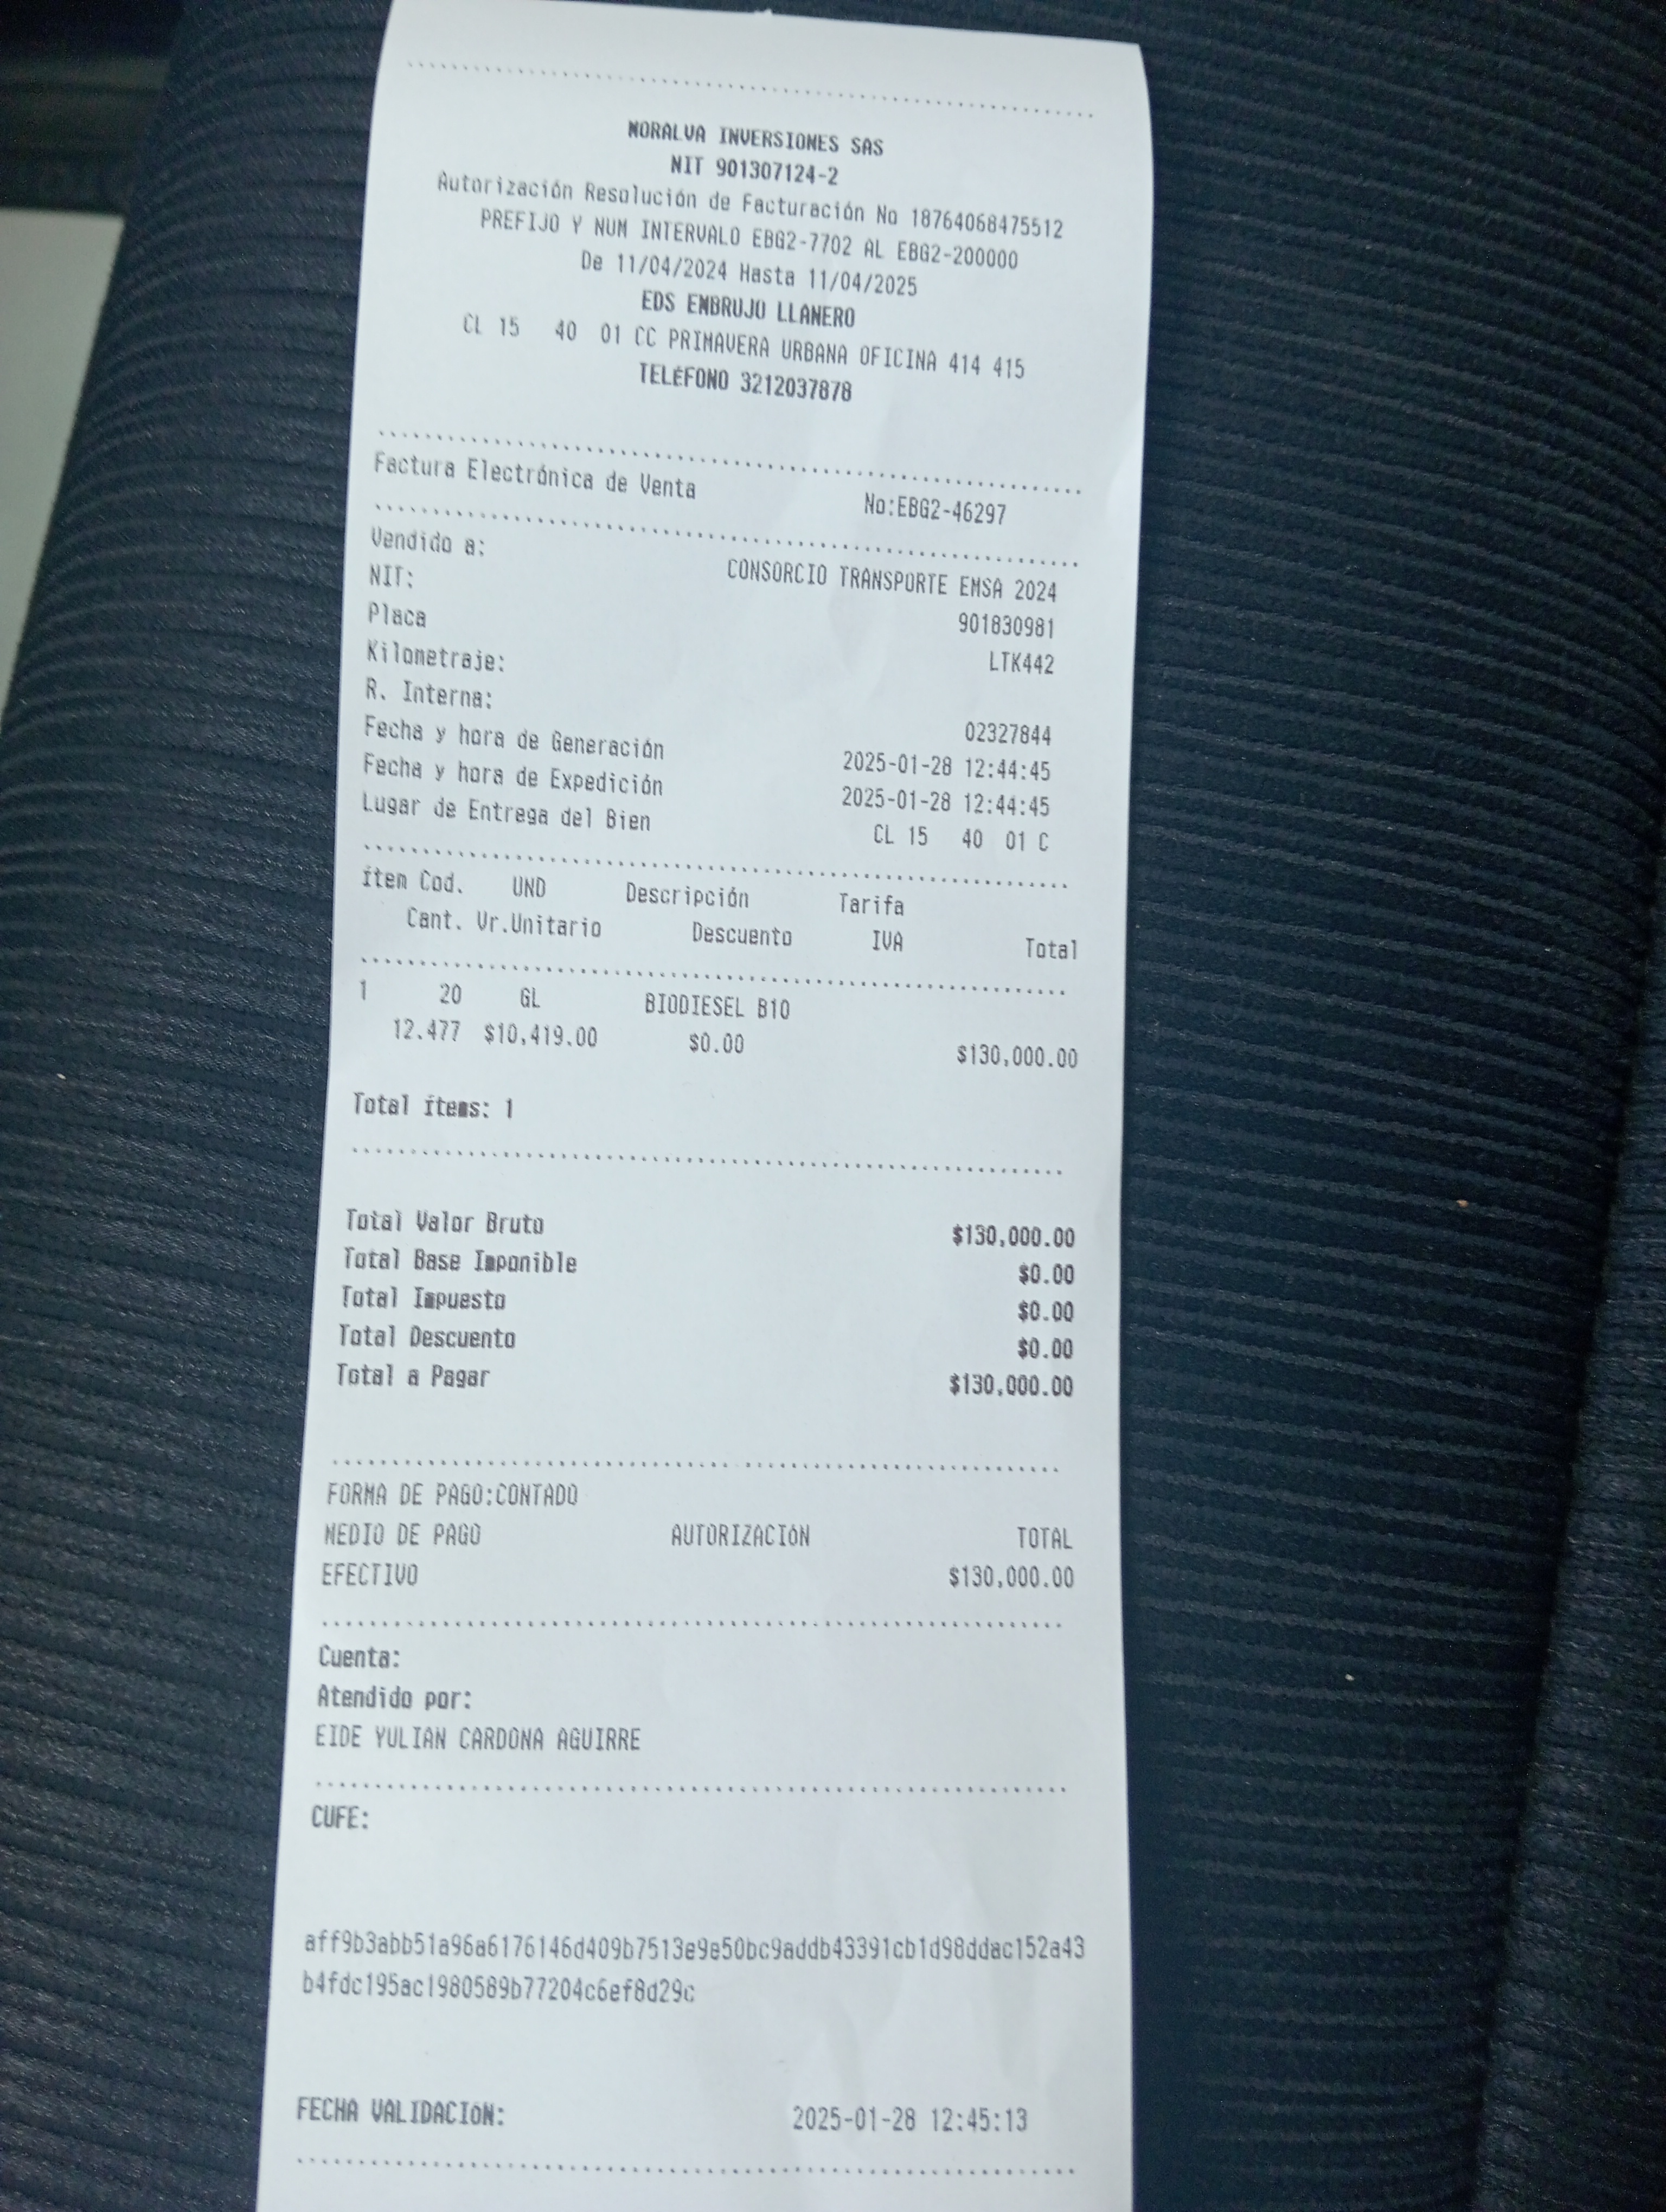 MORALVA INVERSIONES SAS
NIT 901307124-2
Autorización Resolución de Facturación No 18764068475512
PREFIJO Y NUM INTERVALO EBG2-7702 AL EBG2-200000
De 11/04/2024 Hasta 11/04/2025
EDS EMBRUJO LLANERO
CL 15 40 01 CC PRIMAVERA URBANA OFICINA 414 415
TELÉFONO 3212037878
Factura Electrónica de Venta No:EBG2-46297
Vendido a: CONSORCIO TRANSPORTE EMSA 2024
NIT: 901830981
Placa LTK442
Kilometraje:
R. Interna: 02327844
Fecha y hora de Generación 2025-01-28 12:44:45
Fecha y hora de Expedición 2025-01-28 12:44:45
Lugar de Entrega del Bien CL 15 40 01 C
Ítem Cod. UND Descripción Tarifa
Cant. Vr.Unitario Descuento IVA Total
1 20 GL BIODIESEL B10
12.477 $10,419.00 $0.00 $130,000.00
Total ítems: 1
Total Valor Bruto $130,000.00
Total Base Imponible $0.00
Total Impuesto $0.00
Total Descuento $0.00
Total a Pagar $130,000.00
FORMA DE PAGO:CONTADO
MEDIO DE PAGO AUTORIZACIÓN TOTAL
EFECTIVO $130,000.00
Cuenta:
Atendido por:
EIDE YULIAN CARDONA AGUIRRE
CUFE:
aff9b3abb51a96a6176146d409b7513e9e50bc9addb43391cb1d98ddac152a43
b4fdc195ac1980589b77204c6ef8d29c
FECHA VALIDACIÓN: 2025-01-28 12:45:13